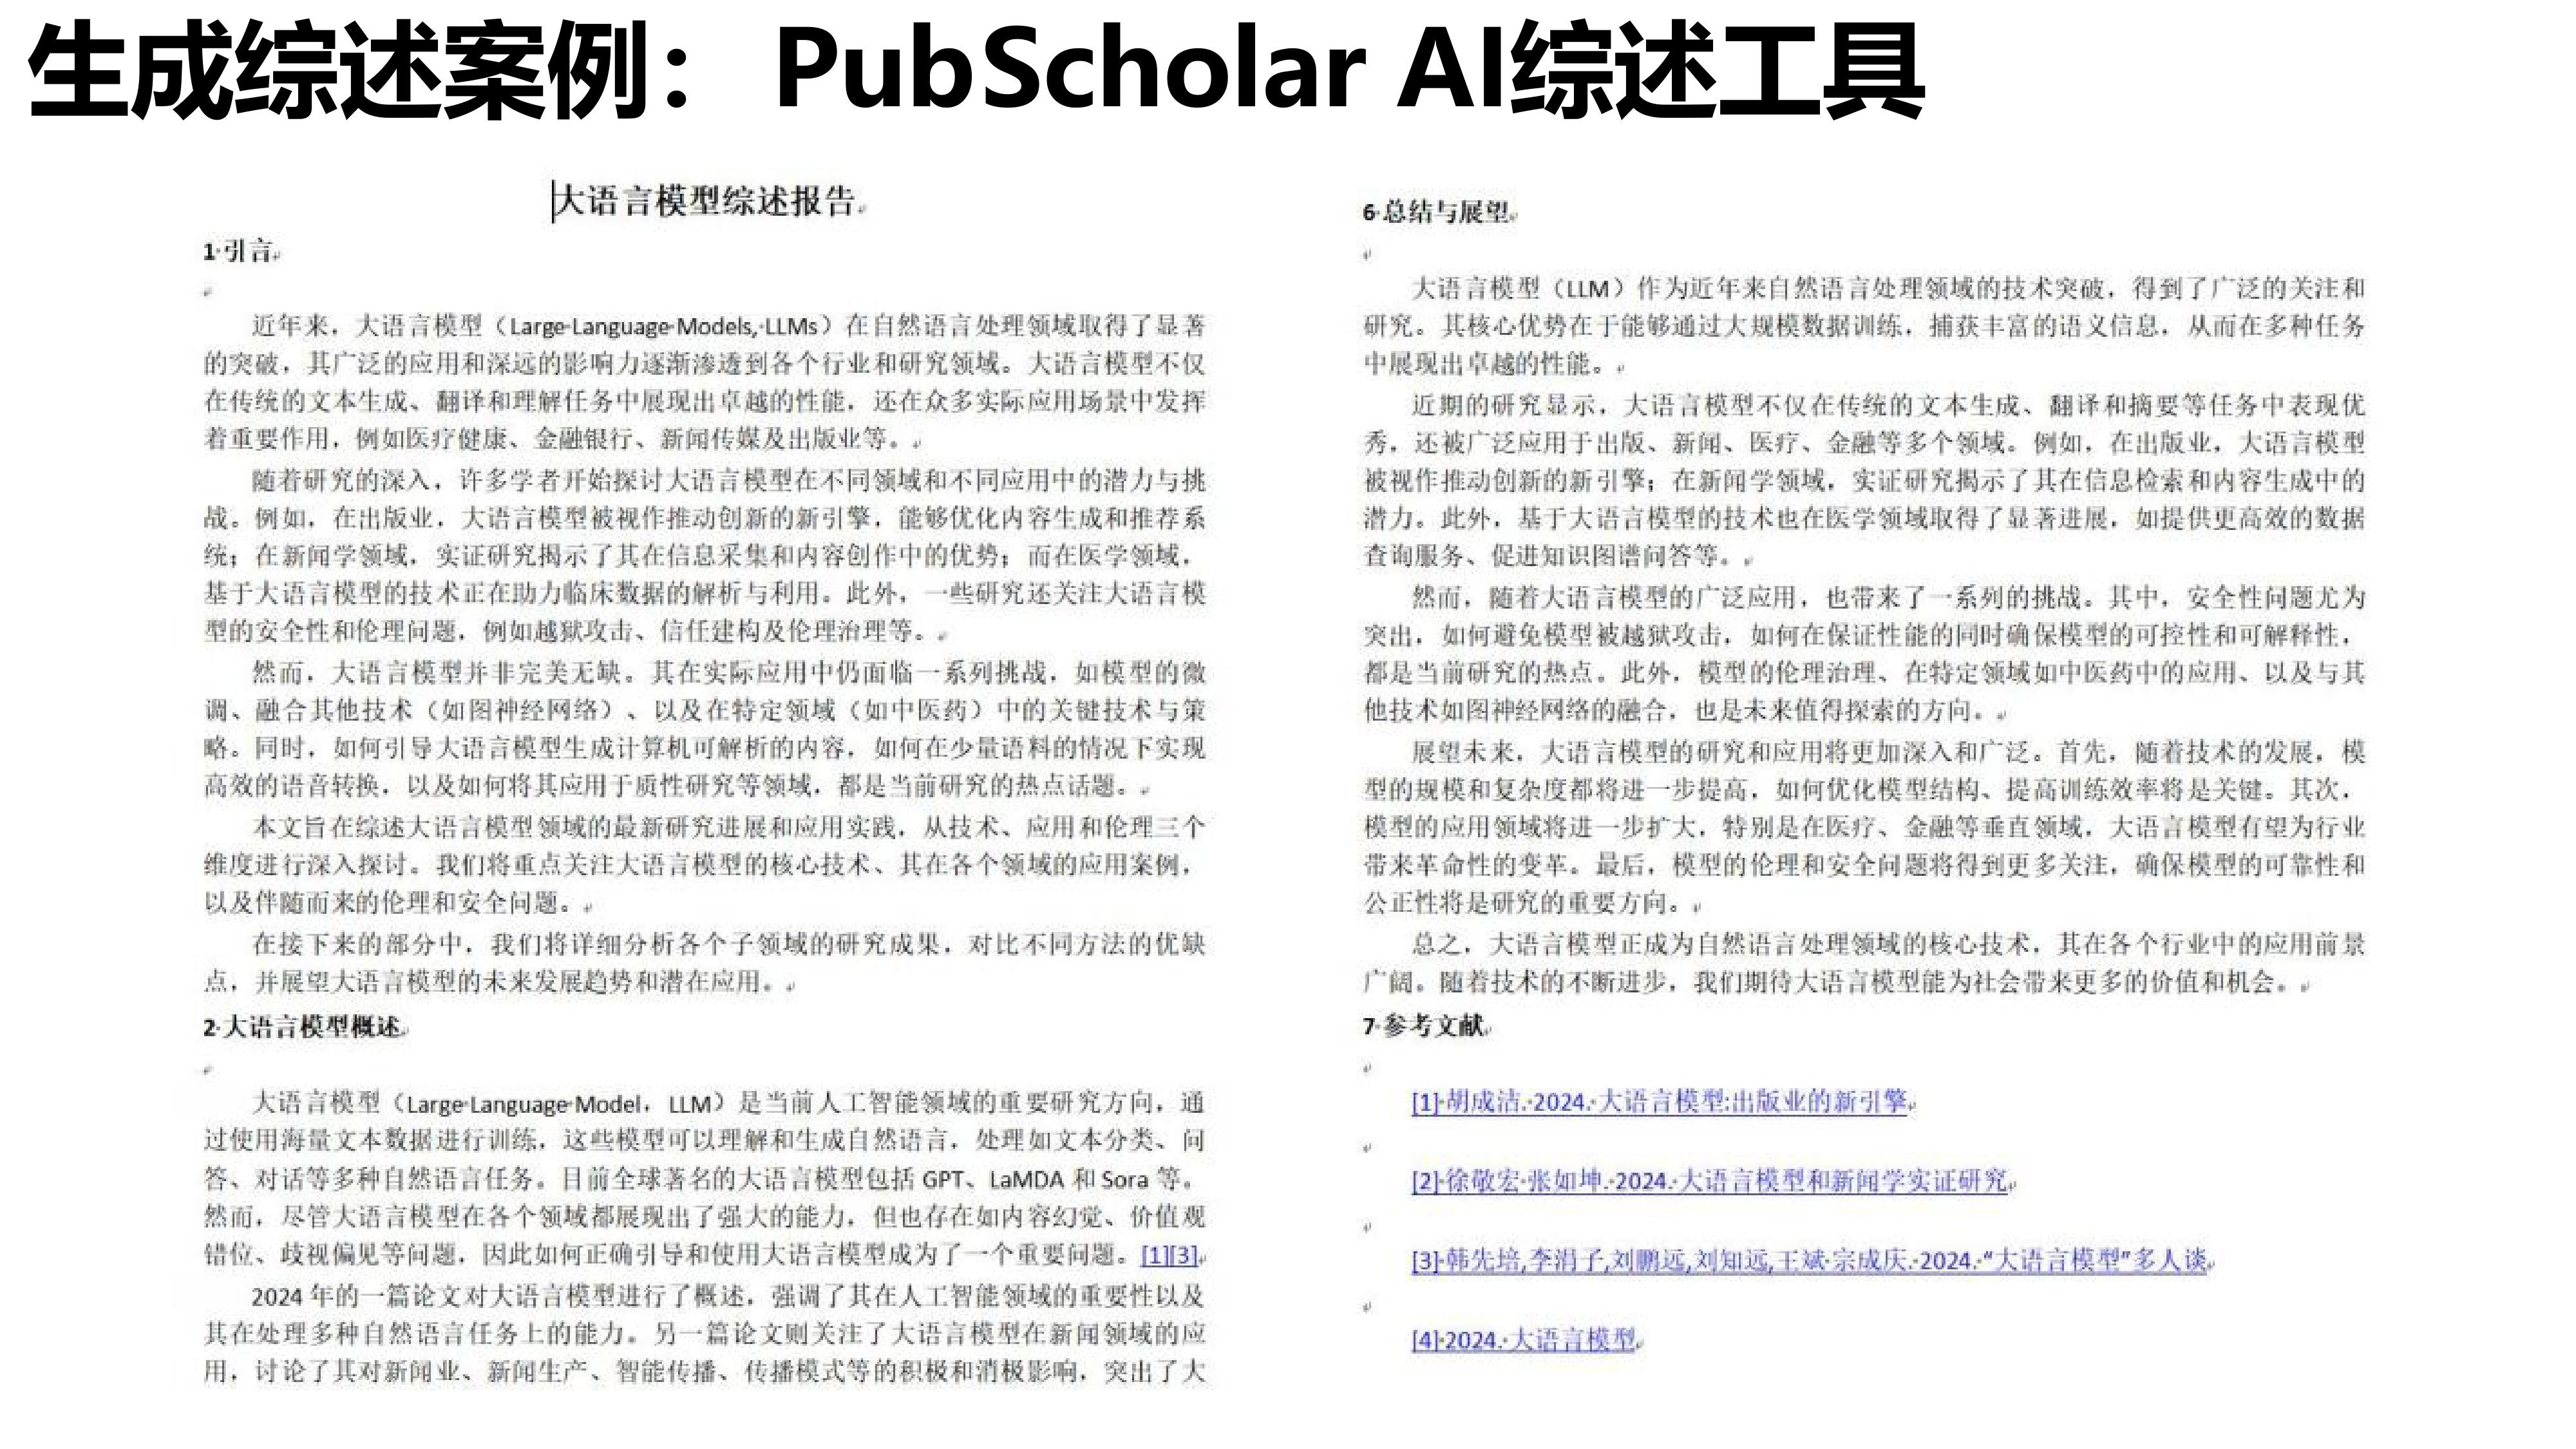 生成综述案例： PubScholar AI综述工具
大语言模型综述报告
1 引言
近年来，大语言模型（Large Language Models, LLMs）在自然语言处理领域取得了显著
的突破，其广泛的应用和深远的影响力逐渐渗透到各个行业和研究领域。大语言模型不仅
在传统的文本生成、翻译和理解任务中展现出卓越的性能，还在众多实际应用场景中发挥
着重要作用，例如医疗健康、金融银行、新闻传媒及出版业等。
随着研究的深入，许多学者开始探讨大语言模型在不同领域和不同应用中的潜力与挑
战。例如，在出版业，大语言模型被视作推动创新的新引擎，能够优化内容生成和推荐系
统；在新闻学领域，实证研究揭示了其在信息采集和内容创作中的优势；而在医学领域，
基于大语言模型的技术正在助力临床数据的解析与利用。此外，一些研究还关注大语言模
型的安全性和伦理问题，例如越狱攻击、信任建构及伦理治理等。
然而，大语言模型并非完美无缺。其在实际应用中仍面临一系列挑战，如模型的微
调、融合其他技术（如图神经网络）、以及在特定领域（如中医药）中的关键技术与策
略。同时，如何引导大语言模型生成计算机可解析的内容，如何在少量语料的情况下实现
高效的语音转换，以及如何将其应用于质性研究等领域，都是当前研究的热点话题。
本文旨在综述大语言模型领域的最新研究进展和应用实践，从技术、应用和伦理三个
维度进行深入探讨。我们将重点关注大语言模型的核心技术、其在各个领域的应用案例，
以及伴随而来的伦理和安全问题。
在接下来的部分中，我们将详细分析各个子领域的研究成果，对比不同方法的优缺
点，并展望大语言模型的未来发展趋势和潜在应用。
2 大语言模型概述
大语言模型（Large Language Model，LLM）是当前人工智能领域的重要研究方向，通
过使用海量文本数据进行训练，这些模型可以理解和生成自然语言，处理如文本分类、问
答、对话等多种自然语言任务。目前全球著名的大语言模型包括 GPT、LaMDA 和 Sora 等。
然而，尽管大语言模型在各个领域都展现出了强大的能力，但也存在如内容幻觉、价值观
错位、歧视偏见等问题，因此如何正确引导和使用大语言模型成为了一个重要问题。[1][3]
2024 年的一篇论文对大语言模型进行了概述，强调了其在人工智能领域的重要性以及
其在处理多种自然语言任务上的能力。另一篇论文则关注了大语言模型在新闻领域的应
用，讨论了其对新闻业、新闻生产、智能传播、传播模式等的积极和消极影响，突出了大
6 总结与展望
大语言模型（LLM）作为近年来自然语言处理领域的技术突破，得到了广泛的关注和
研究。其核心优势在于能够通过大规模数据训练，捕获丰富的语义信息，从而在多种任务
中展现出卓越的性能。
近期的研究显示，大语言模型不仅在传统的文本生成、翻译和摘要等任务中表现优
秀，还被广泛应用于出版、新闻、医疗、金融等多个领域。例如，在出版业，大语言模型
被视作推动创新的新引擎；在新闻学领域，实证研究揭示了其在信息检索和内容生成中的
潜力。此外，基于大语言模型的技术也在医学领域取得了显著进展，如提供更高效的数据
查询服务、促进知识图谱问答等。
然而，随着大语言模型的广泛应用，也带来了一系列的挑战。其中，安全性问题尤为
突出，如何避免模型被越狱攻击，如何在保证性能的同时确保模型的可控性和可解释性，
都是当前研究的热点。此外，模型的伦理治理、在特定领域如中医药中的应用、以及与其
他技术如图神经网络的融合，也是未来值得探索的方向。
展望未来，大语言模型的研究和应用将更加深入和广泛。首先，随着技术的发展，模
型的规模和复杂度都将进一步提高，如何优化模型结构、提高训练效率将是关键。其次，
模型的应用领域将进一步扩大，特别是在医疗、金融等垂直领域，大语言模型有望为行业
带来革命性的变革。最后，模型的伦理和安全问题将得到更多关注，确保模型的可靠性和
公正性将是研究的重要方向。
总之，大语言模型正成为自然语言处理领域的核心技术，其在各个行业中的应用前景
广阔。随着技术的不断进步，我们期待大语言模型能为社会带来更多的价值和机会。
7 参考文献
[1] 胡成洁. 2024. 大语言模型:出版业的新引擎
[2] 徐敬宏 张如坤. 2024. 大语言模型和新闻学实证研究
[3] 韩先培,李涓子,刘鹏远,刘知远,王斌 宗成庆. 2024. “大语言模型”多人谈
[4] 2024. 大语言模型